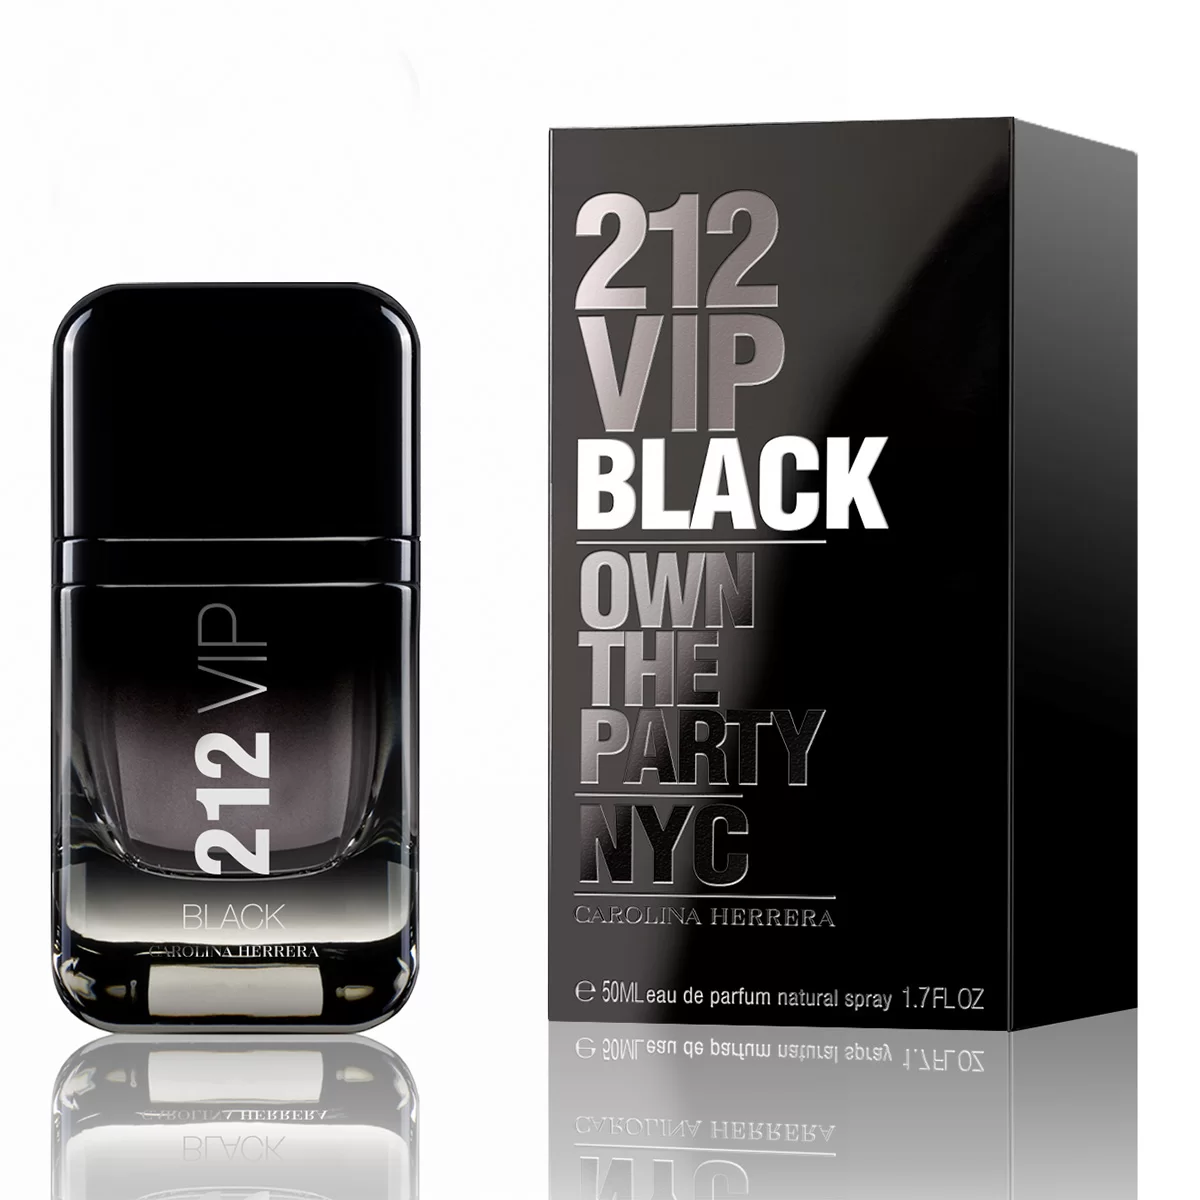 212 VIP
BLACK
CAROLINA HERRERA
212
VIP
BLACK
OWN
THE
PARTY
NYC
CAROLINA HERRERA
℮ 50ML eau de parfum natural spray 1.7 FL OZ